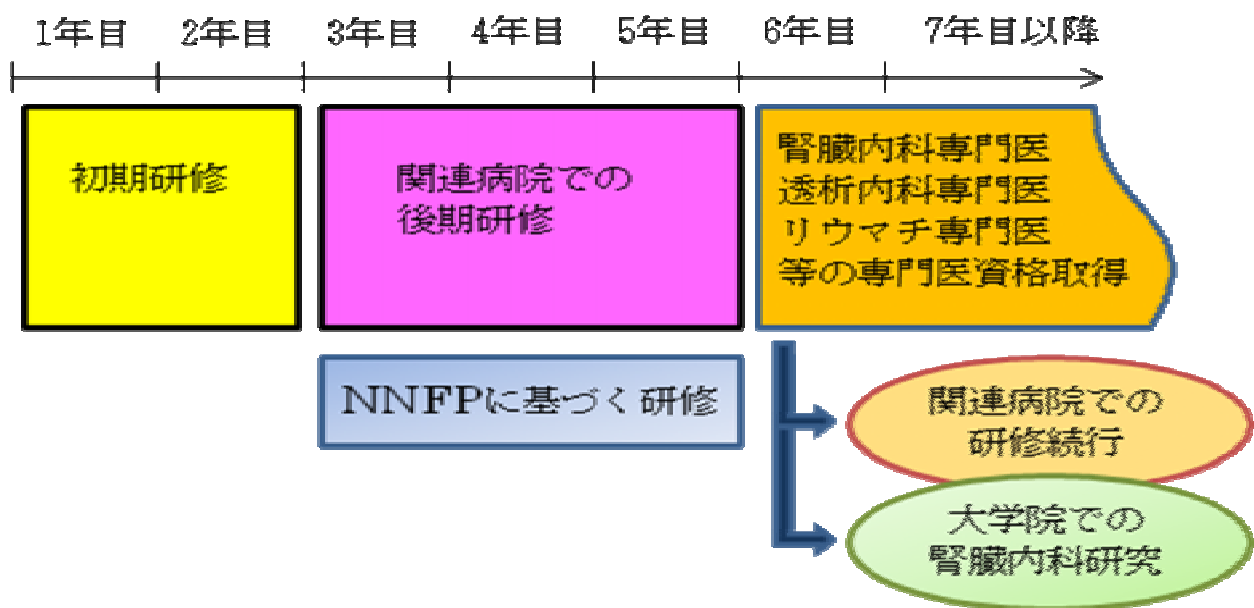 1年目 2年目 3年目 4年目 5年目 6年目 7年目以降
初期研修
関連病院での
後期研修
腎臓内科専門医
透析内科専門医
リウマチ専門医
等の専門医資格取得
NNFPに基づく研修
関連病院での
研修続行
大学院での
腎臓内科研究